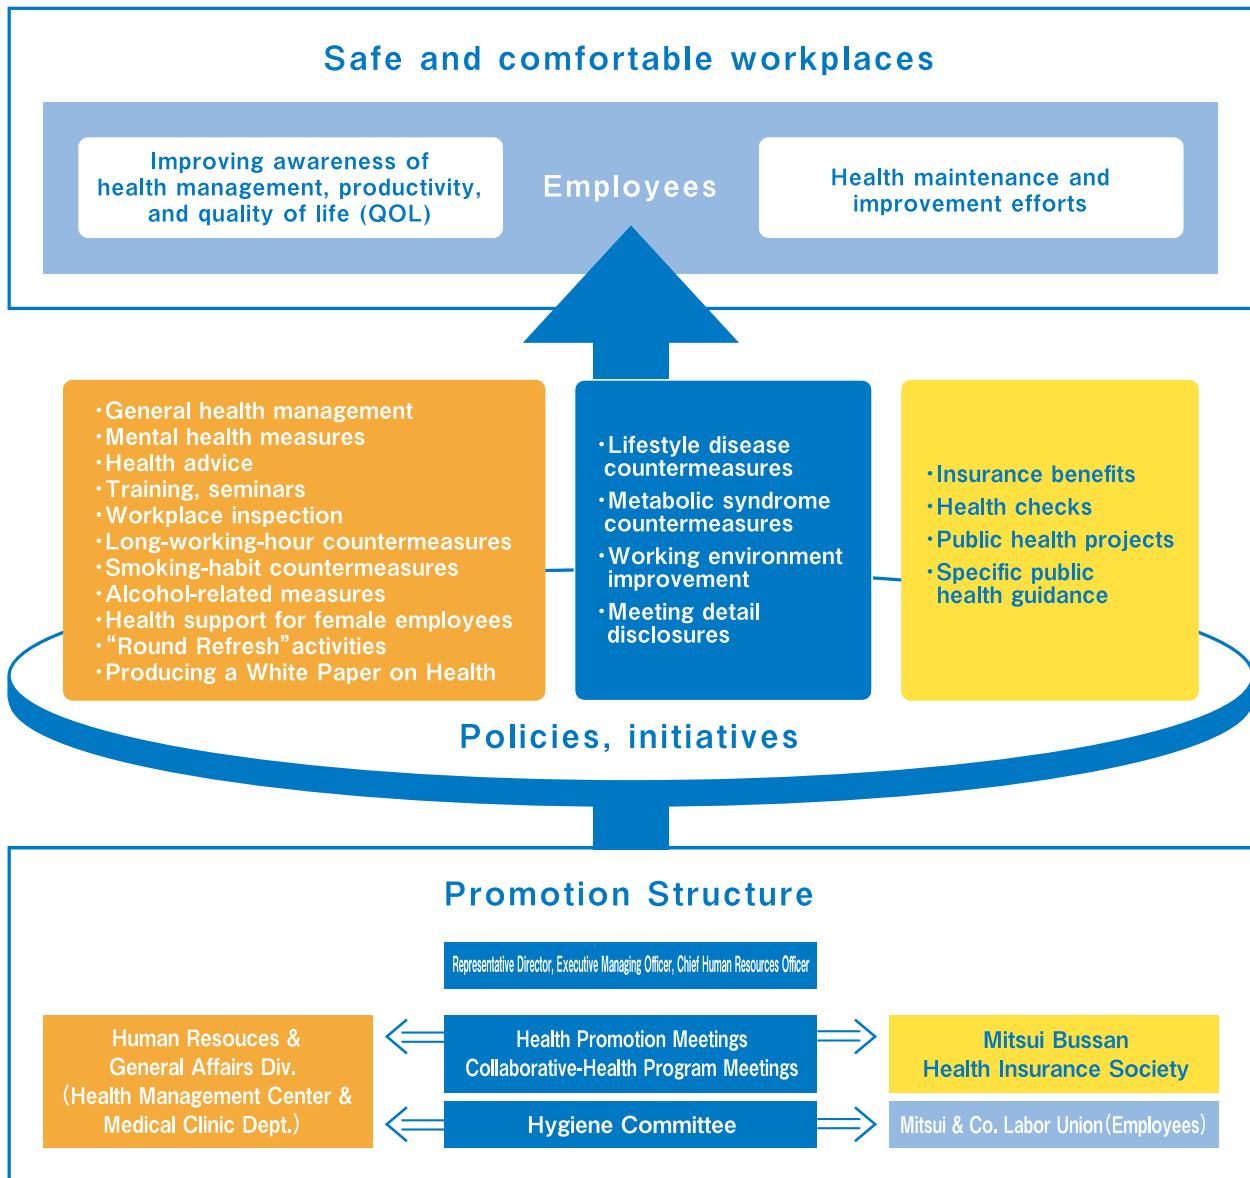 Safe and comfortable workplaces
Improving awareness of
health management, productivity,
and quality of life (QOL)
Employees
Health maintenance and
improvement efforts
・General health management
・Mental health measures
・Health advice
・Training, seminars
・Workplace inspection
・Long-working-hour countermeasures
・Smoking-habit countermeasures
・Alcohol-related measures
・Health support for female employees
・“Round Refresh” activities
・Producing a White Paper on Health
・Lifestyle disease
countermeasures
・Metabolic syndrome
countermeasures
・Working environment
improvement
・Meeting detail
disclosures
・Insurance benefits
・Health checks
・Public health projects
・Specific public
health guidance
Policies, initiatives
Promotion Structure
Representative Director, Executive Managing Officer, Chief Human Resources Officer
Human Resouces &
General Affairs Div.
(Health Management Center &
Medical Clinic Dept.)
Health Promotion Meetings
Collaborative-Health Program Meetings
Mitsui Bussan
Health Insurance Society
Hygiene Committee
Mitsui & Co. Labor Union (Employees)